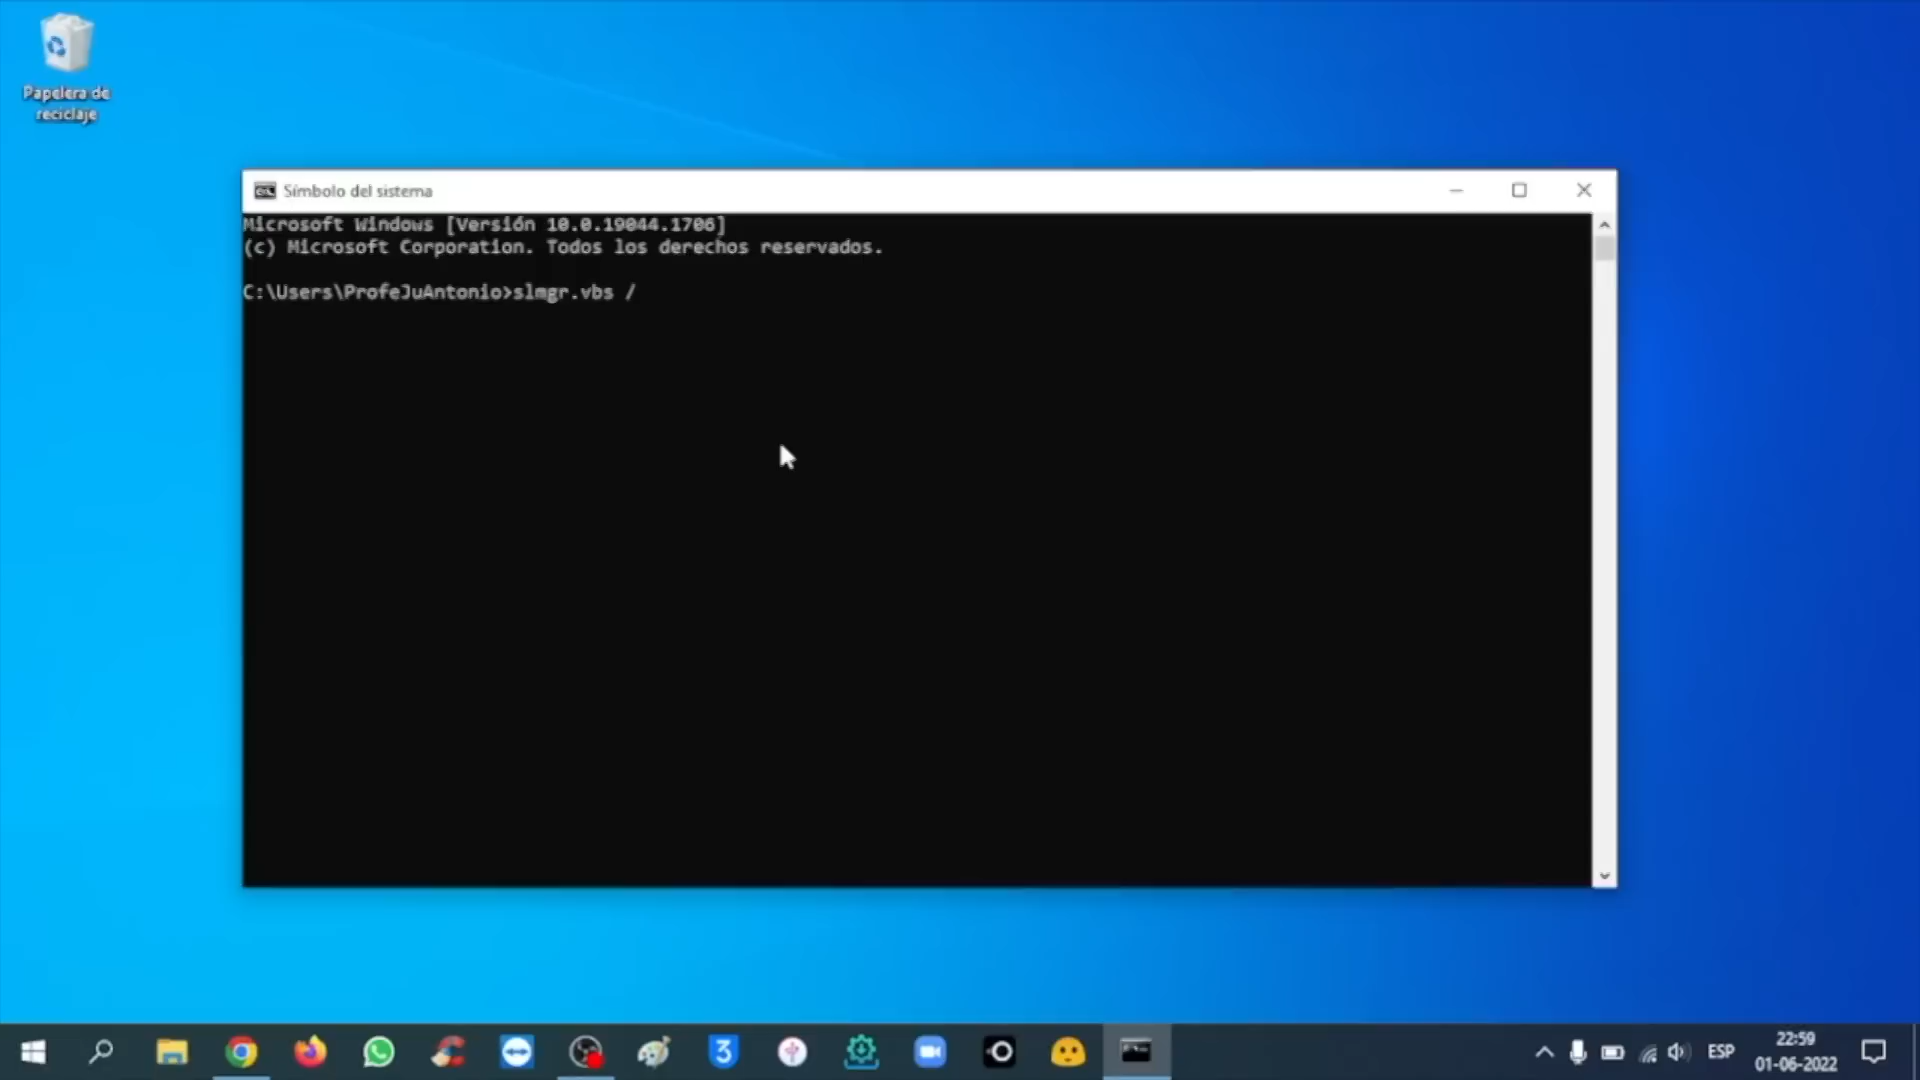 Papelera de
reciclaje
Símbolo del sistema
Microsoft Windows [Versión 10.0.19044.1706]
(c) Microsoft Corporation. Todos los derechos reservados.
C:\Users\ProfeJuAntonio>slmgr.vbs /
3
ESP
22:59
01-06-2022